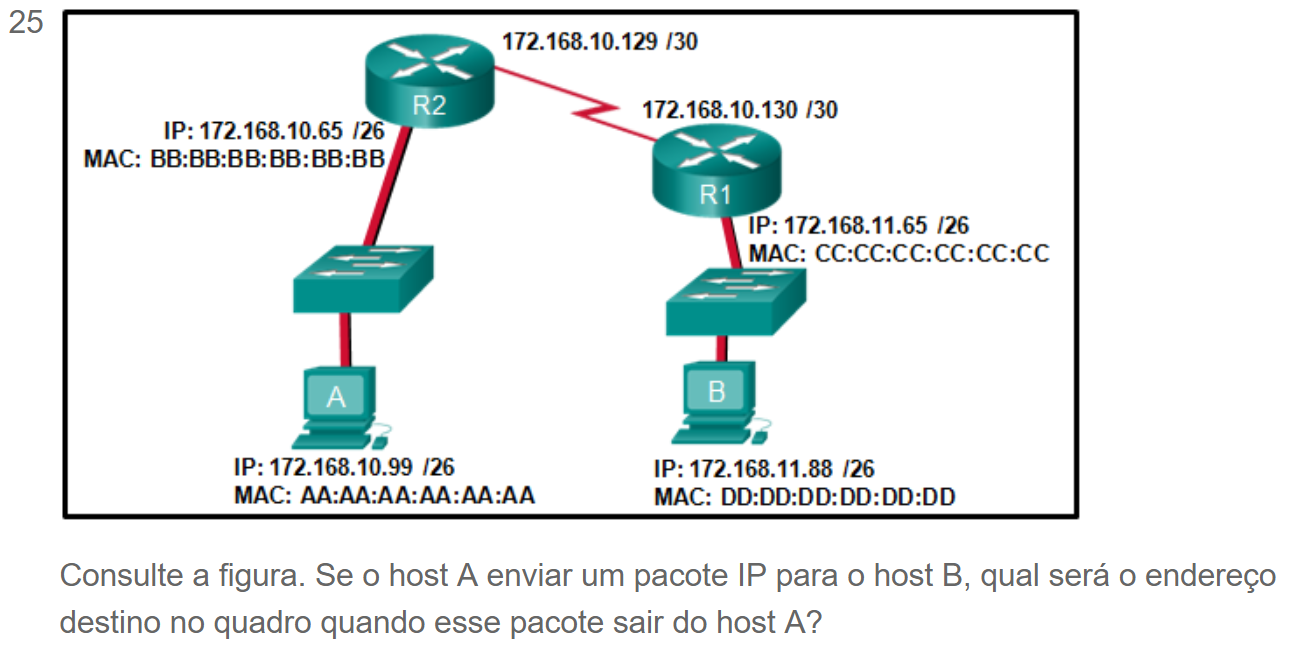 25
172.168.10.129 /30
R2
172.168.10.130 /30
IP: 172.168.10.65 /26
MAC: BB:BB:BB:BB:BB:BB
R1
IP: 172.168.11.65 /26
MAC: CC:CC:CC:CC:CC:CC
A
B
IP: 172.168.10.99 /26
MAC: AA:AA:AA:AA:AA:AA
IP: 172.168.11.88 /26
MAC: DD:DD:DD:DD:DD:DD
Consulte a figura. Se o host A enviar um pacote IP para o host B, qual será o endereço
destino no quadro quando esse pacote sair do host A?